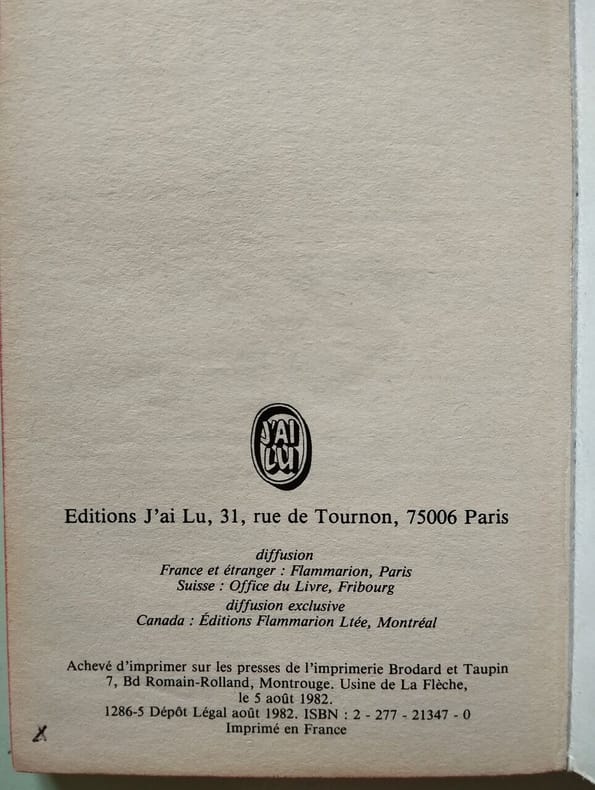 J'AI
LU
Editions J'ai Lu, 31, rue de Tournon, 75006 Paris
diffusion
France et étranger : Flammarion, Paris
Suisse : Office du Livre, Fribourg
diffusion exclusive
Canada : Éditions Flammarion Ltée, Montréal
Achevé d'imprimer sur les presses de l'imprimerie Brodard et Taupin
7, Bd Romain-Rolland, Montrouge. Usine de La Flèche,
le 5 août 1982.
1286-5 Dépôt Légal août 1982. ISBN : 2 - 277 - 21347 - 0
Imprimé en France